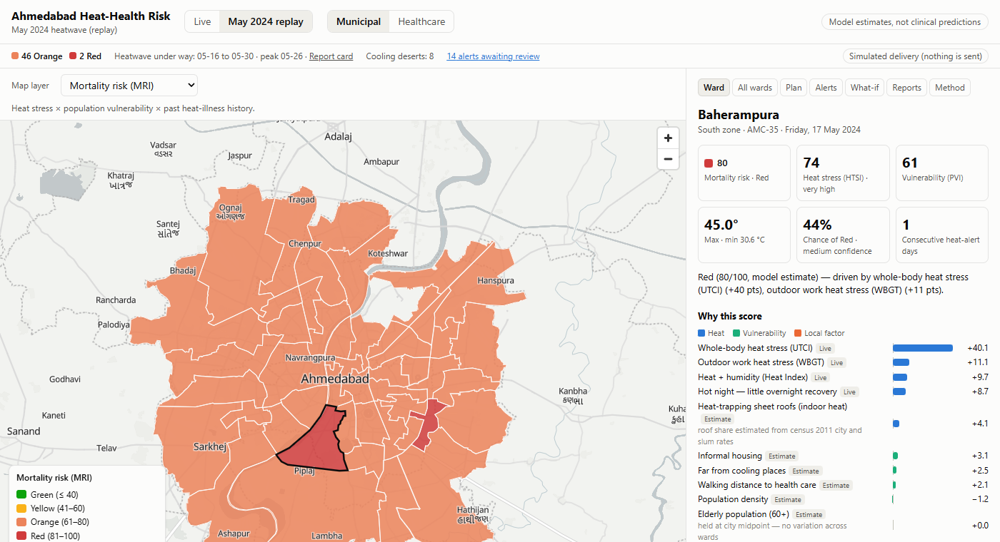 Ahmedabad Heat-Health Risk
May 2024 heatwave (replay)
Live
May 2024 replay
Municipal
Healthcare
Model estimates, not clinical predictions
46 Orange
2 Red
Heatwave under way: 05-16 to 05-30 · peak 05-26 · Report card
Cooling deserts: 8
14 alerts awaiting review
Simulated delivery (nothing is sent)
Map layer
Mortality risk (MRI)
Heat stress × population vulnerability × past heat-illness history.
Adalaj
Vadsar
વડસર
Jaspur
Ambapur
Khatraj
ખાત્રજ
Tragad
Ognaj
ઓગણજ
Santej
સાંતેજ
Chenpur
Koteshwar
Bhadaj
Hanspura
Rancharda
Palodiya
Navrangpura
Ahmedabad
Godhavi
Kanbha
કણભા
Kaneti
Kuha
કુહા
Sanand
Telav
Sarkhej
Piplaj
Hathijan
હાથીજણ
Ashapur
Lambha
+
−
Mortality risk (MRI)
Green (≤ 40)
Yellow (41–60)
Orange (61–80)
Red (81–100)
Ward
All wards
Plan
Alerts
What-if
Reports
Method
Baherampura
South zone · AMC-35 · Friday, 17 May 2024
80
Mortality risk · Red
74
Heat stress (HTSI) ·
very high
61
Vulnerability (PVI)
45.0°
Max · min 30.6 °C
44%
Chance of Red ·
medium confidence
1
Consecutive heat-alert
days
Red (80/100, model estimate) — driven by whole-body heat stress
(UTCI) (+40 pts), outdoor work heat stress (WBGT) (+11 pts).
Why this score
Heat
Vulnerability
Local factor
Whole-body heat stress (UTCI) Live +40.1
Outdoor work heat stress (WBGT) Live +11.1
Heat + humidity (Heat Index) Live +9.7
Hot night — little overnight recovery Live +8.7
Heat-trapping sheet roofs (indoor heat)
Estimate
+4.1
roof share estimated from census 2011 city and
slum rates
Informal housing Estimate +3.1
Far from cooling places Estimate +2.5
Walking distance to health care Estimate +2.1
Population density Estimate −1.2
Elderly population (60+) Estimate
held at city midpoint — no variation across
wards
+0.0